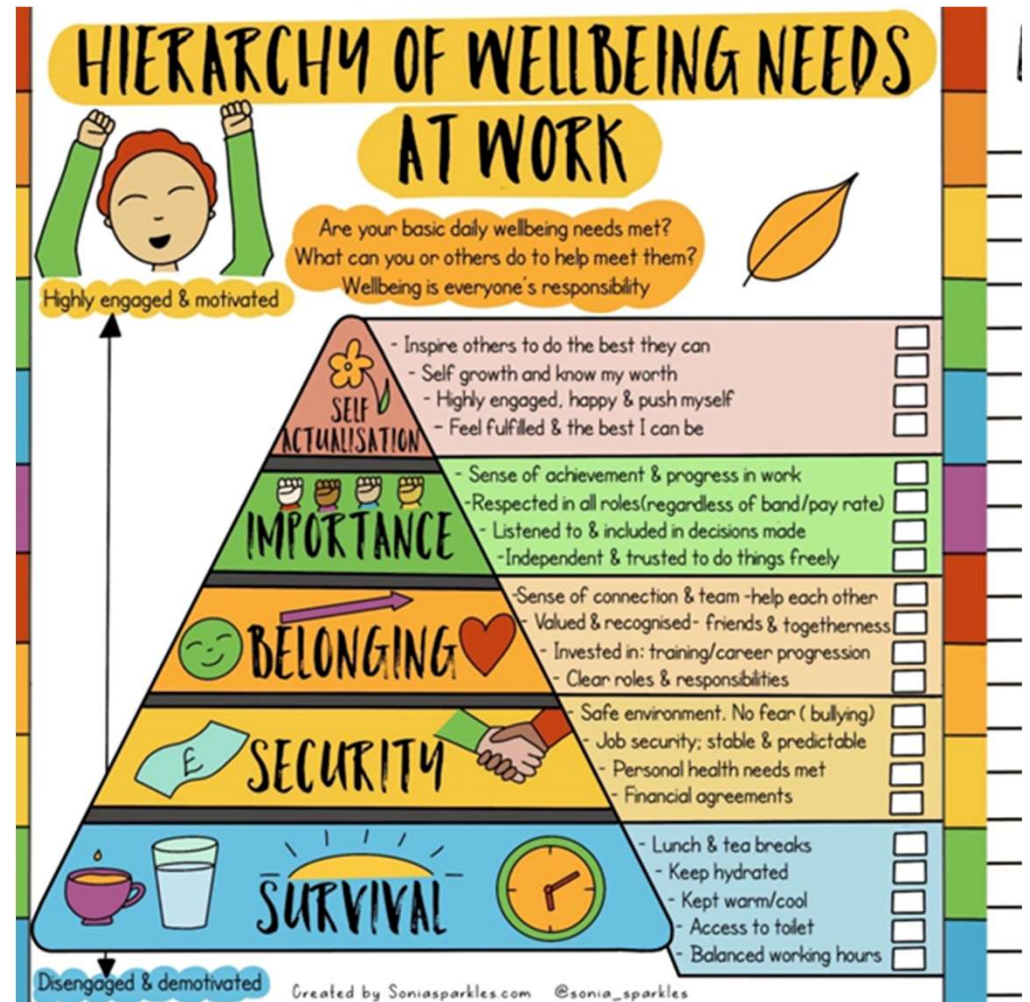 HIERARCHY OF WELLBEING NEEDS
AT WORK
Are your basic daily wellbeing needs met?
What can you or others do to help meet them?
Wellbeing is everyone's responsibility
Highly engaged & motivated
SELF
ACTUALISATION
- Inspire others to do the best they can
- Self growth and know my worth
- Highly engaged, happy & push myself
- Feel fulfilled & the best I can be
IMPORTANCE
- Sense of achievement & progress in work
-Respected in all roles(regardless of band/pay rate)
- Listened to & included in decisions made
-Independent & trusted to do things freely
BELONGING
-Sense of connection & team -help each other
- Valued & recognised- friends & togetherness
- Invested in: training/career progression
- Clear roles & responsibilities
£
SECURITY
- Safe environment. No fear ( bullying)
- Job security; stable & predictable
- Personal health needs met
- Financial agreements
SURVIVAL
- Lunch & tea breaks
- Keep hydrated
- Kept warm/cool
- Access to toilet
- Balanced working hours
Disengaged & demotivated
Created by Soniasparkles.com @sonia_sparkles